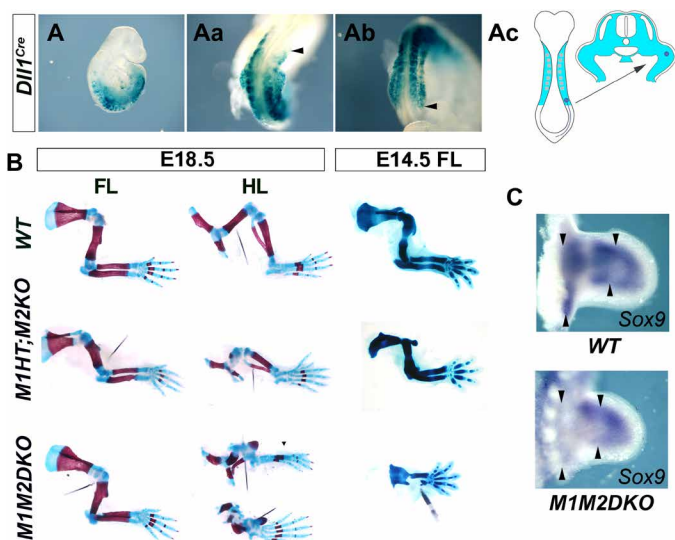 A
Aa
Ab
Ac
Dll1Cre
B
E18.5
E14.5 FL
FL
HL
C
WT
M1HT;M2KO
M1M2DKO
Sox9
WT
Sox9
M1M2DKO